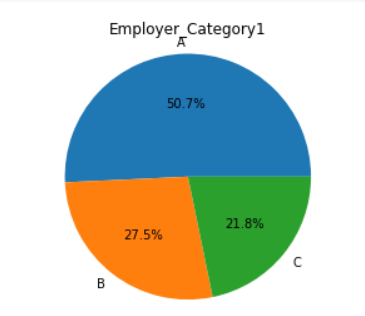 Employer_Category1
A
50.7%
27.5%
21.8%
B
C